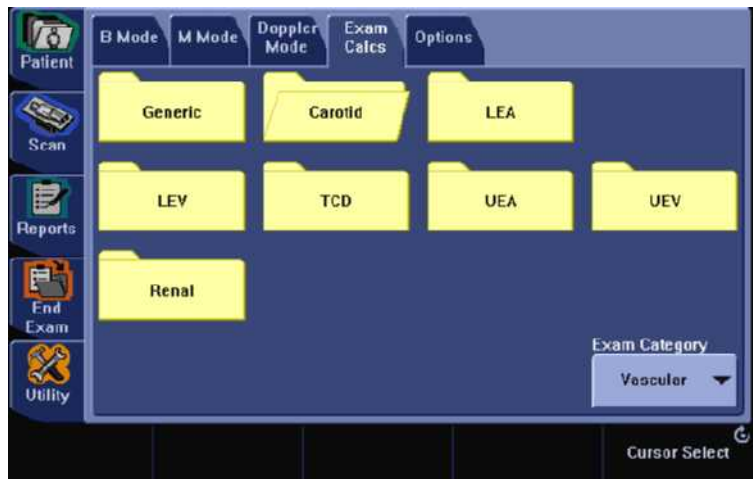 Patient
Scan
Reports
End
Exam
Utility
B Mode
M Mode
Doppler
Mode
Exam
Calcs
Options
Generic
Carotid
LEA
LEV
TCD
UEA
UEV
Renal
Exam Category
Vascular
Cursor Select